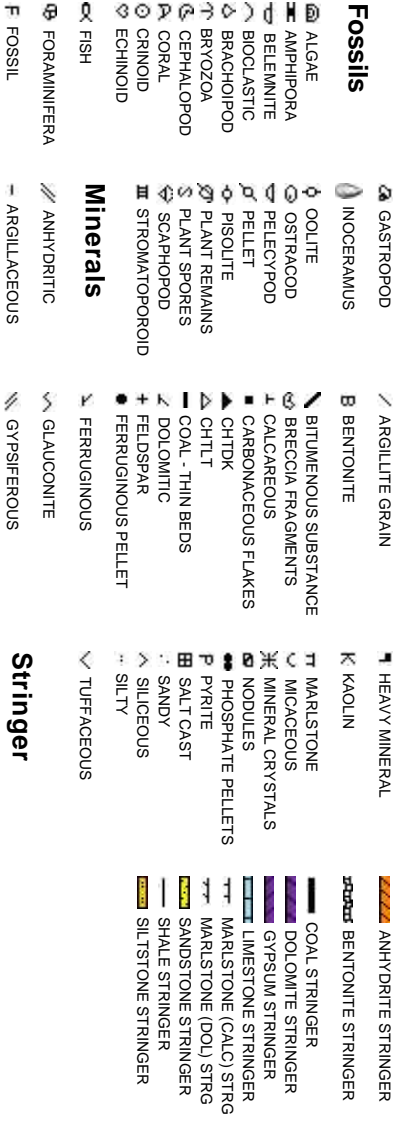 Fossils
ALGAE
AMPHIPORA
BELEMNITE
BIOCLASTIC
BRACHIOPOD
BRYOZOA
CEPHALOPOD
CORAL
CRINOID
ECHINOID
FISH
FORAMINIFERA
F FOSSIL
GASTROPOD
INOCERAMUS
OOLITE
OSTRACOD
PELECYPOD
PELLET
PISOLITE
PLANT REMAINS
PLANT SPORES
SCAPHOPOD
STROMATOPOROID
Minerals
ANHYDRITIC
ARGILLACEOUS
ARGILLITE GRAIN
B BENTONITE
BITUMENOUS SUBSTANCE
BRECCIA FRAGMENTS
CALCAREOUS
CARBONACEOUS FLAKES
CHTDK
CHTLT
COAL - THIN BEDS
DOLOMITIC
FELDSPAR
FERRUGINOUS PELLET
FERRUGINOUS
GLAUCONITE
GYPSIFEROUS
HEAVY MINERAL
K KAOLIN
MARLSTONE
MICACEOUS
MINERAL CRYSTALS
NODULES
PHOSPHATE PELLETS
P PYRITE
SALT CAST
SANDY
SILICEOUS
SILTY
TUFFACEOUS
Stringer
ANHYDRITE STRINGER
BENTONITE STRINGER
COAL STRINGER
DOLOMITE STRINGER
GYPSUM STRINGER
LIMESTONE STRINGER
MARLSTONE (CALC) STRG
MARLSTONE (DOL) STRG
SANDSTONE STRINGER
SHALE STRINGER
SILTSTONE STRINGER